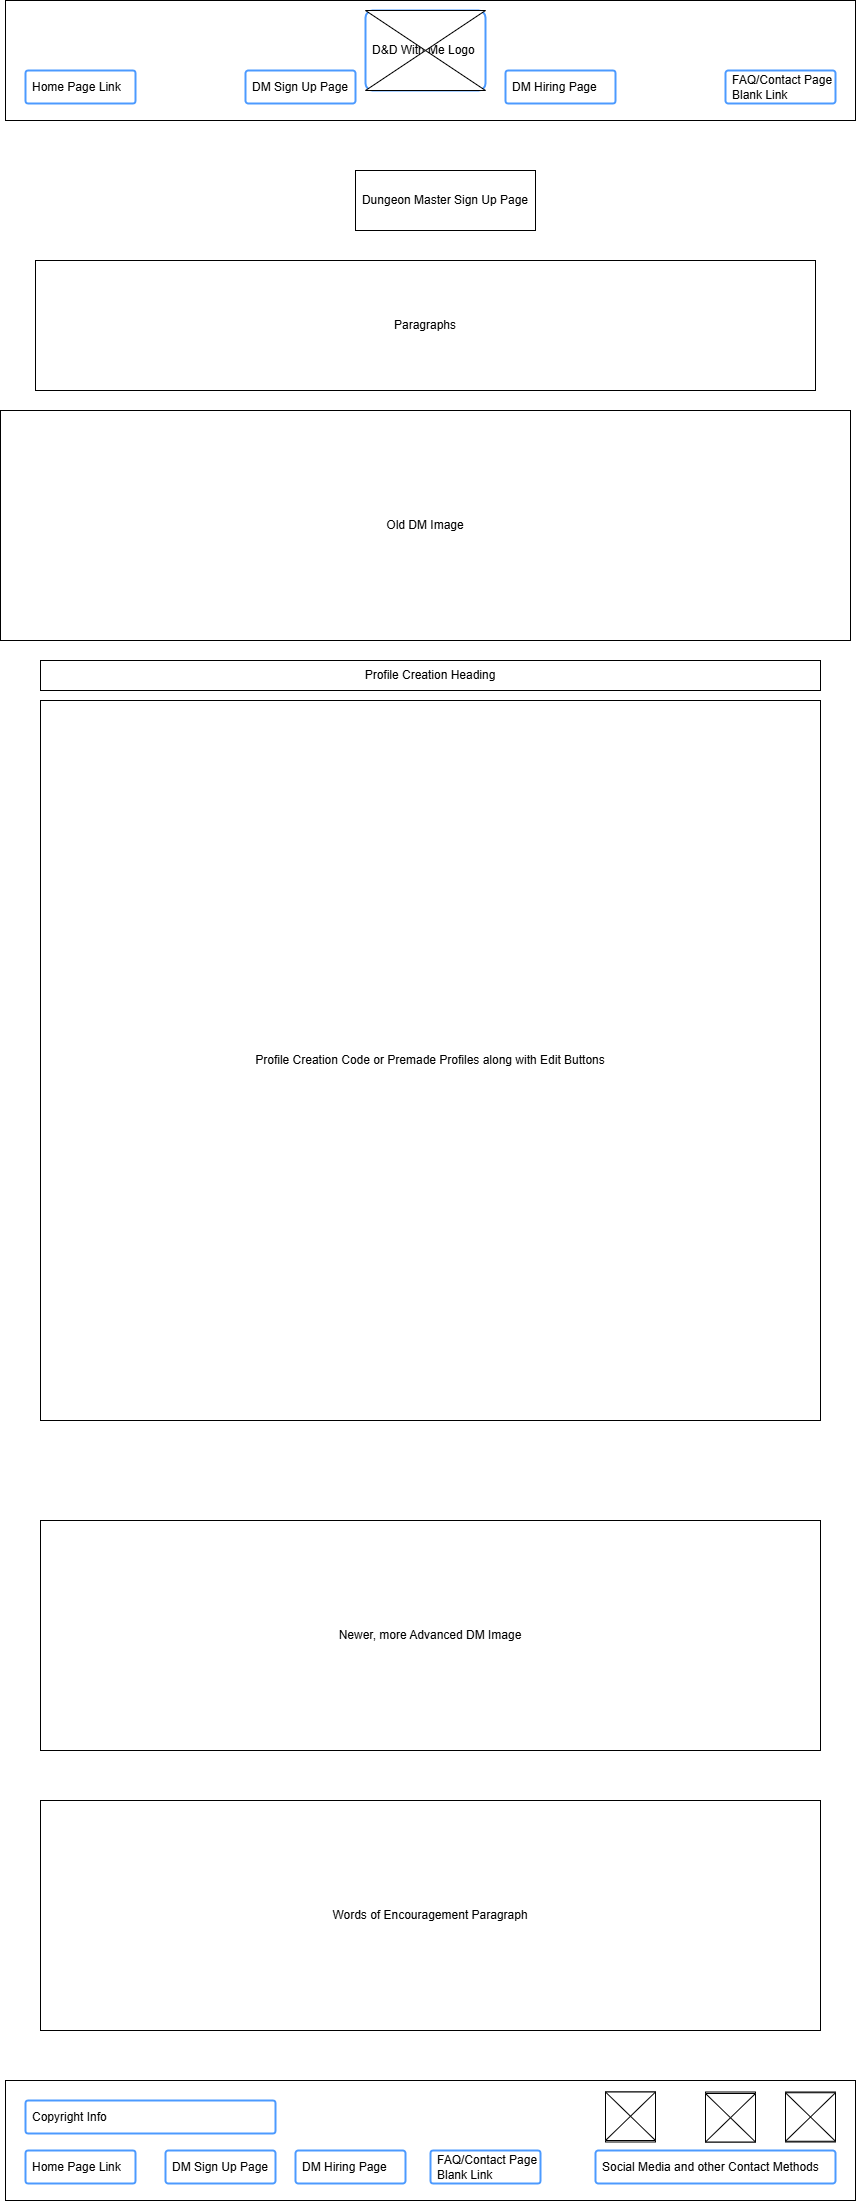 D&D With Me Logo
Home Page Link
DM Sign Up Page
DM Hiring Page
FAQ/Contact Page
Blank Link
Dungeon Master Sign Up Page
Paragraphs
Old DM Image
Profile Creation Heading
Profile Creation Code or Premade Profiles along with Edit Buttons
Newer, more Advanced DM Image
Words of Encouragement Paragraph
Copyright Info
Home Page Link
DM Sign Up Page
DM Hiring Page
FAQ/Contact Page
Blank Link
Social Media and other Contact Methods